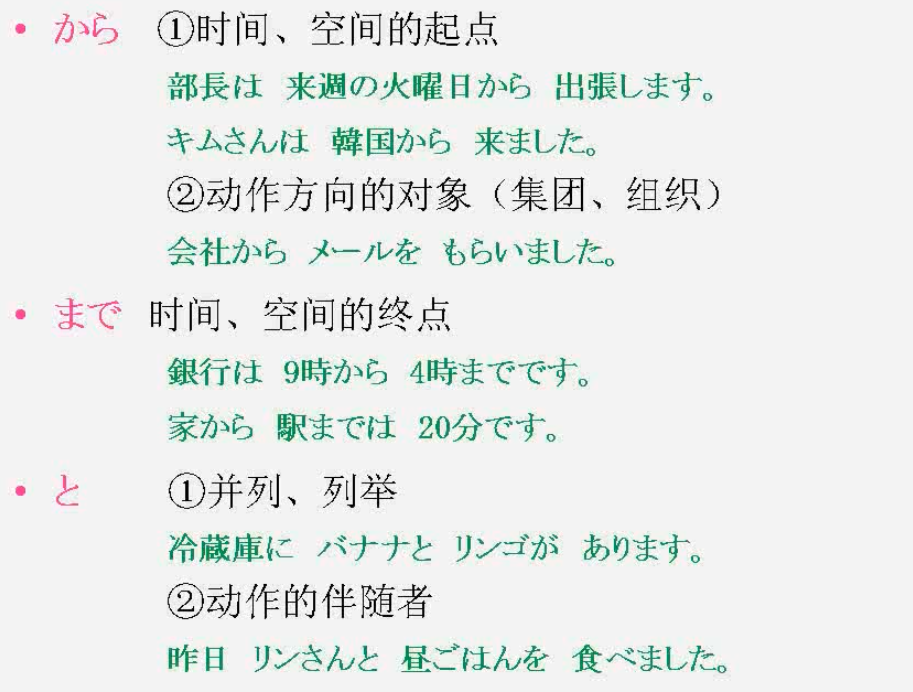 • から ①时间、空间的起点
部長は 来週の火曜日から 出張します。
キムさんは 韓国から 来ました。
②动作方向的对象（集团、组织）
会社から メールを もらいました。
• まで 时间、空间的终点
銀行は 9時から 4時までです。
家から 駅までは 20分です。
• と ①并列、列举
冷蔵庫に バナナと リンゴが あります。
②动作的伴随者
昨日 リンさんと 昼ごはんを 食べました。